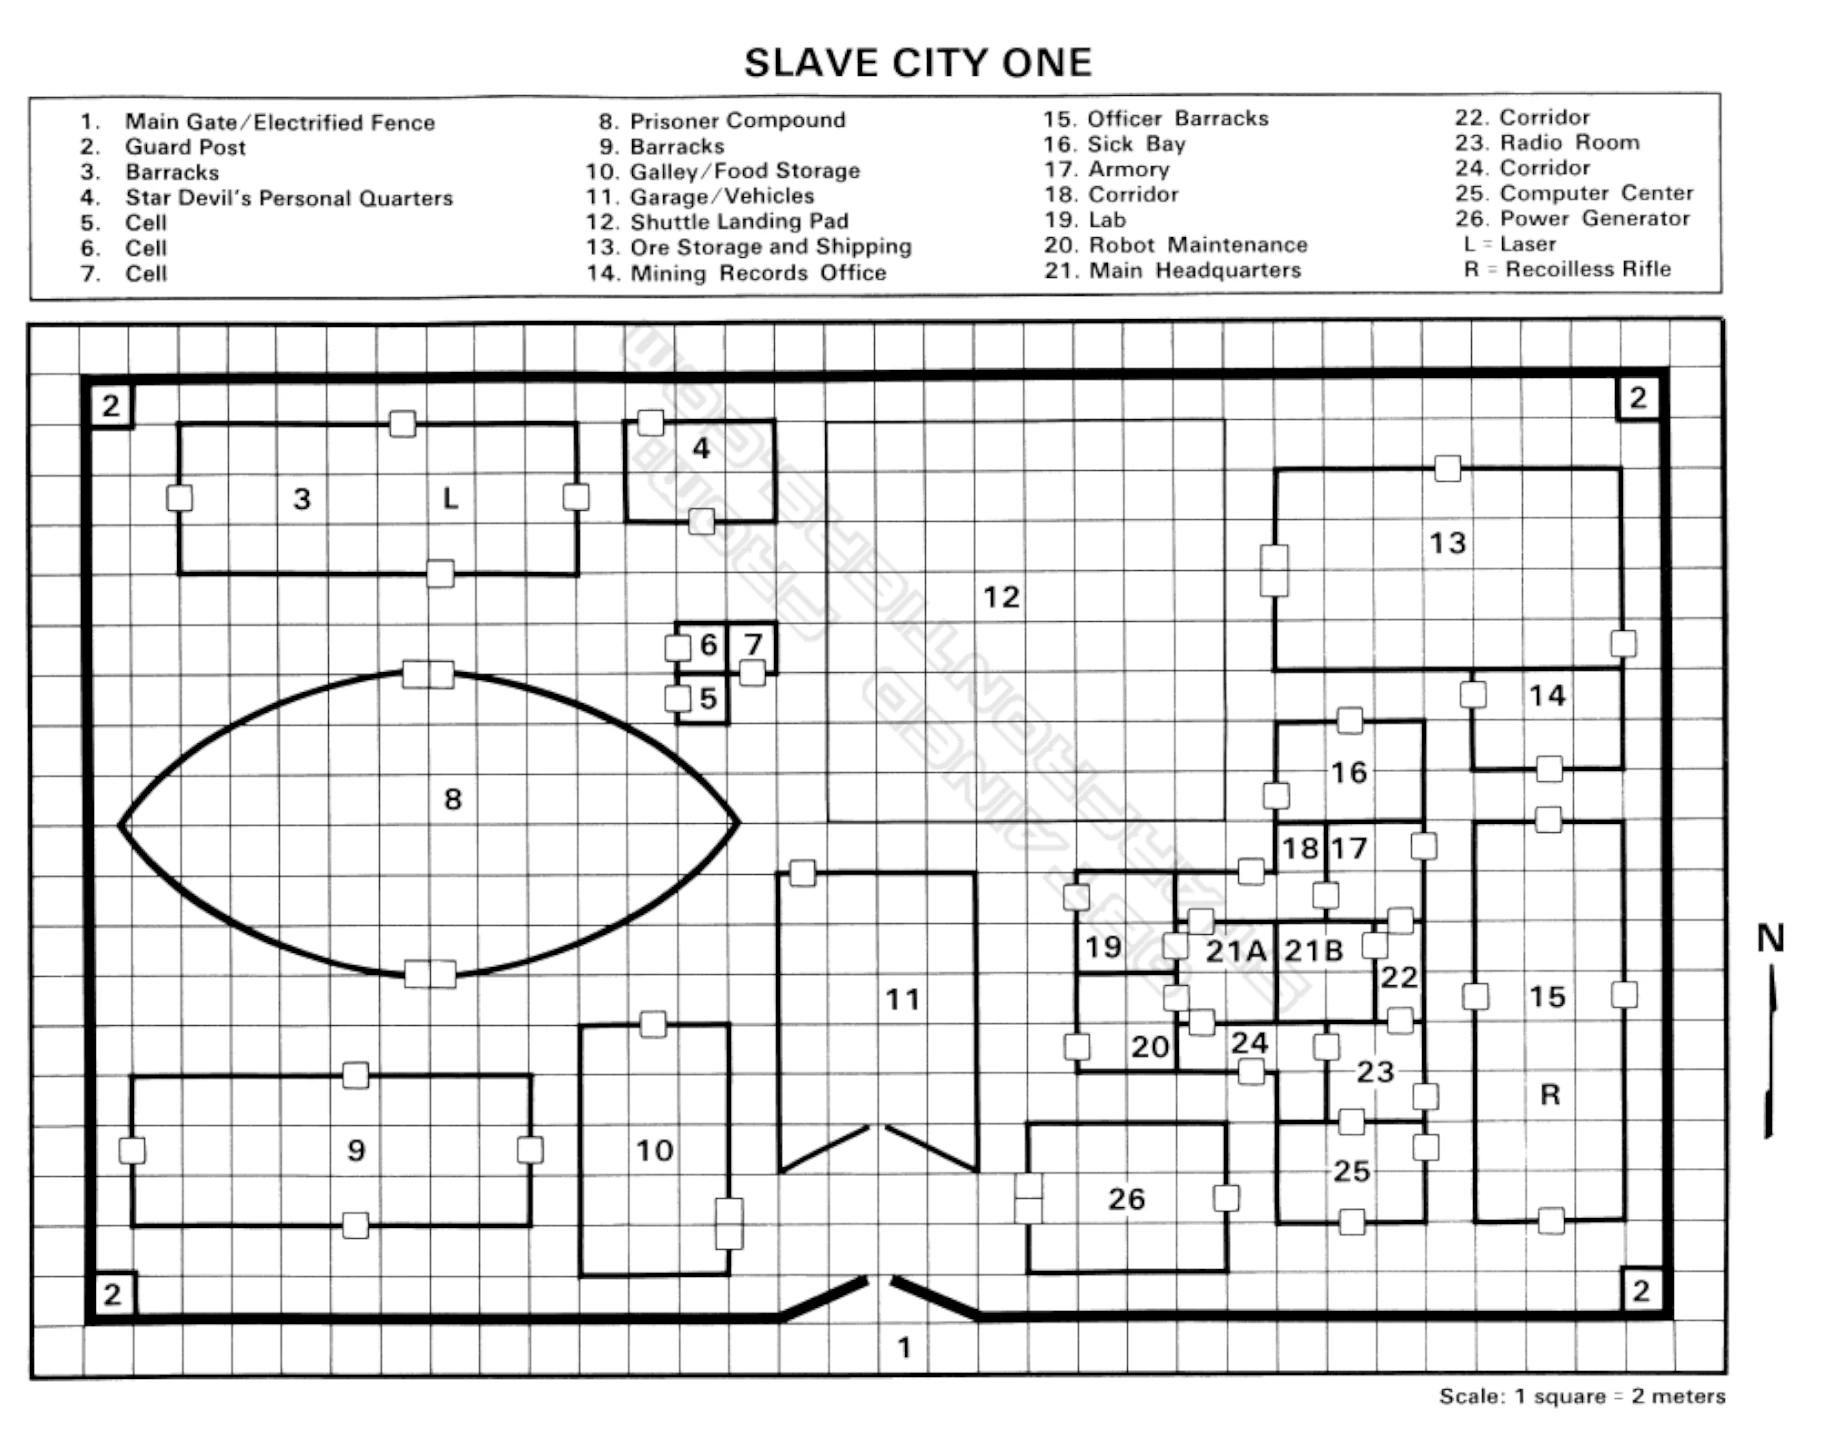 SLAVE CITY ONE
1. Main Gate/Electrified Fence
2. Guard Post
3. Barracks
4. Star Devil's Personal Quarters
5. Cell
6. Cell
7. Cell
8. Prisoner Compound
9. Barracks
10. Galley/Food Storage
11. Garage/Vehicles
12. Shuttle Landing Pad
13. Ore Storage and Shipping
14. Mining Records Office
15. Officer Barracks
16. Sick Bay
17. Armory
18. Corridor
19. Lab
20. Robot Maintenance
21. Main Headquarters
22. Corridor
23. Radio Room
24. Corridor
25. Computer Center
26. Power Generator
L = Laser
R = Recoilless Rifle
2
2
4
3 L
13
12
6 7
5
14
16
8
18 17
19 21A 21B
22
11
15
20 24
23
R
9
10
25
26
2
2
1
N
Scale: 1 square = 2 meters